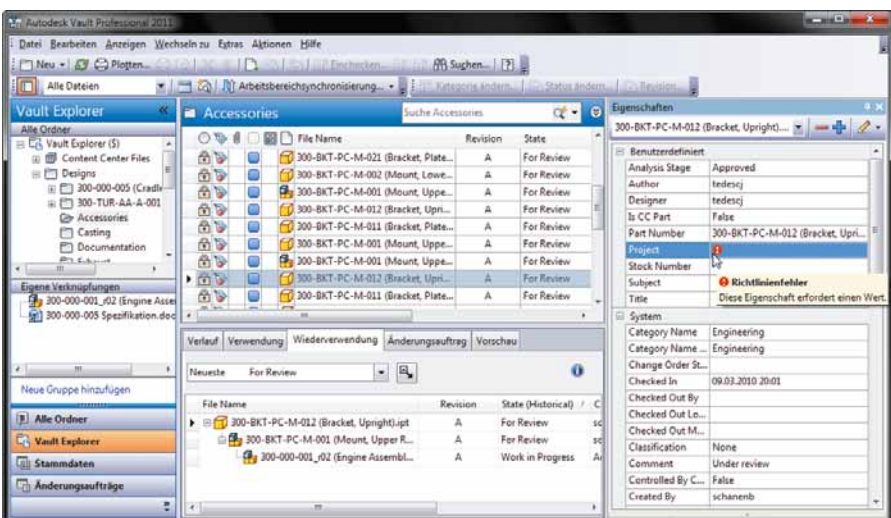 Autodesk Vault Professional 2011
Datei Bearbeiten Anzeigen Wechseln zu Extras Aktionen Hilfe
Neu Plotten... Einchecken... Suchen...
Alle Dateien Arbeitsbereichsynchronisierung... Kategorie ändern... Status ändern... Revision...
Vault Explorer
Alle Ordner
Vault Explorer ($)
Content Center Files
Designs
300-000-005 (Cradle
300-TUR-AA-A-001
Accessories
Casting
Documentation
Eigene Verknüpfungen
300-000-001_r02 (Engine Asser
300-000-005 Spezifikation.doc
Neue Gruppe hinzufügen
Alle Ordner
Vault Explorer
Stammdaten
Änderungsaufträge
Accessories Suche Accessories
File Name Revision State
300-BKT-PC-M-021 (Bracket, Plate... A For Review
300-BKT-PC-M-002 (Mount, Lowe... A For Review
300-BKT-PC-M-001 (Mount, Uppe... A For Review
300-BKT-PC-M-012 (Bracket, Upri... A For Review
300-BKT-PC-M-011 (Bracket, Plate... A For Review
300-BKT-PC-M-001 (Mount, Uppe... A For Review
300-BKT-PC-M-001 (Mount, Uppe... A For Review
300-BKT-PC-M-012 (Bracket, Upri... A For Review
300-BKT-PC-M-011 (Bracket, Plate... A For Review
Verlauf Verwendung Wiederverwendung Änderungsauftrag Vorschau
Neueste For Review
File Name Revision State (Historical) C
300-BKT-PC-M-012 (Bracket, Upright).ipt A For Review sc
300-BKT-PC-M-001 (Mount, Upper R... A For Review sc
300-000-001_r02 (Engine Assembl... A Work in Progress
Eigenschaften
300-BKT-PC-M-012 (Bracket, Upright)....
Benutzerdefiniert
Analysis Stage Approved
Author tedescj
Designer tedescj
Is CC Part False
Part Number 300-BKT-PC-M-012 (Bracket, Upri...
Project
Stock Number
Subject
Title
Richtlinienfehler
Diese Eigenschaft erfordert einen Wert.
System
Category Name Engineering
Category Name ... Engineering
Change Order St...
Checked In 09.03.2010 20:01
Checked Out By
Checked Out Lo...
Checked Out M...
Classification None
Comment Under review
Controlled By C... False
Created By schanenb